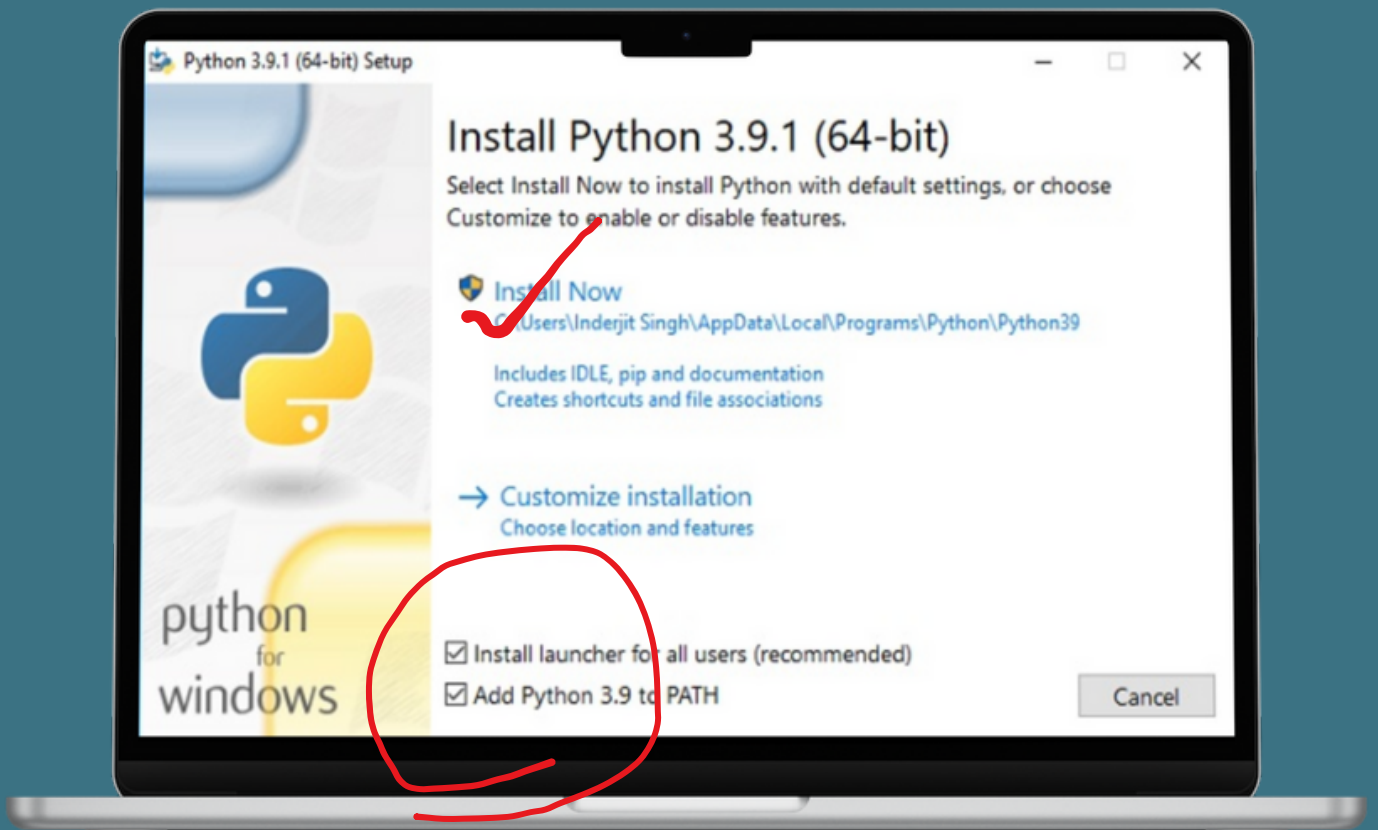 Python 3.9.1 (64-bit) Setup
Install Python 3.9.1 (64-bit)
Select Install Now to install Python with default settings, or choose
Customize to enable or disable features.
Install Now
C:\Users\Inderjit Singh\AppData\Local\Programs\Python\Python39
Includes IDLE, pip and documentation
Creates shortcuts and file associations
Customize installation
Choose location and features
Install launcher for all users (recommended)
Add Python 3.9 to PATH
Cancel
python
for
windows